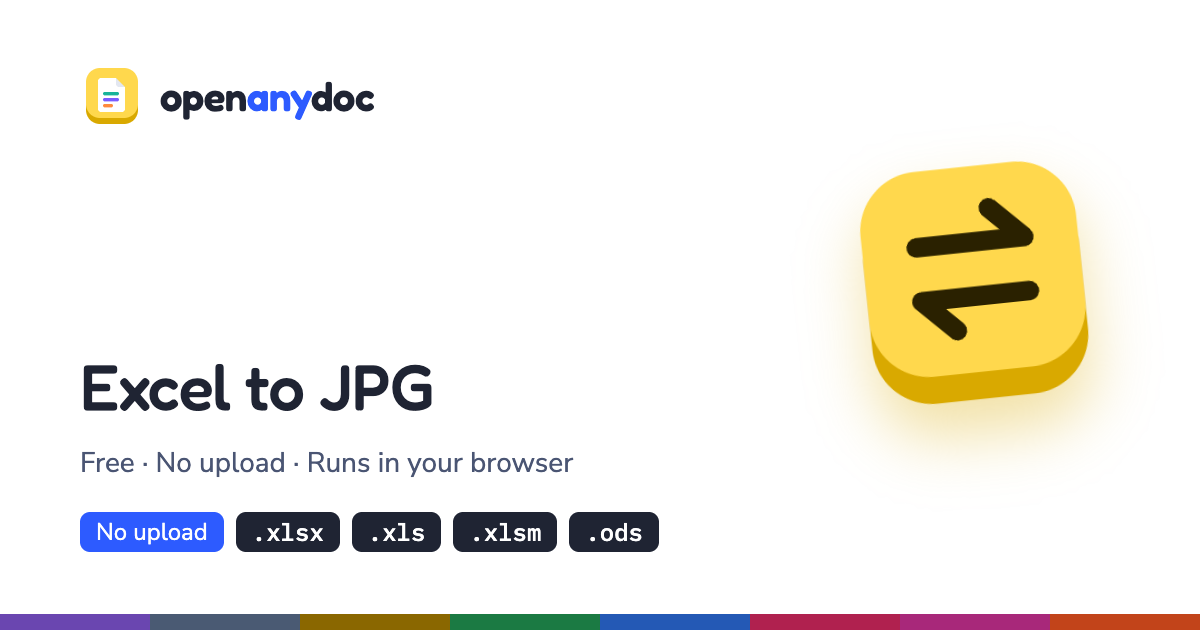 openanydoc
Excel to JPG
Free · No upload · Runs in your browser
No upload .xlsx .xls .xlsm .ods